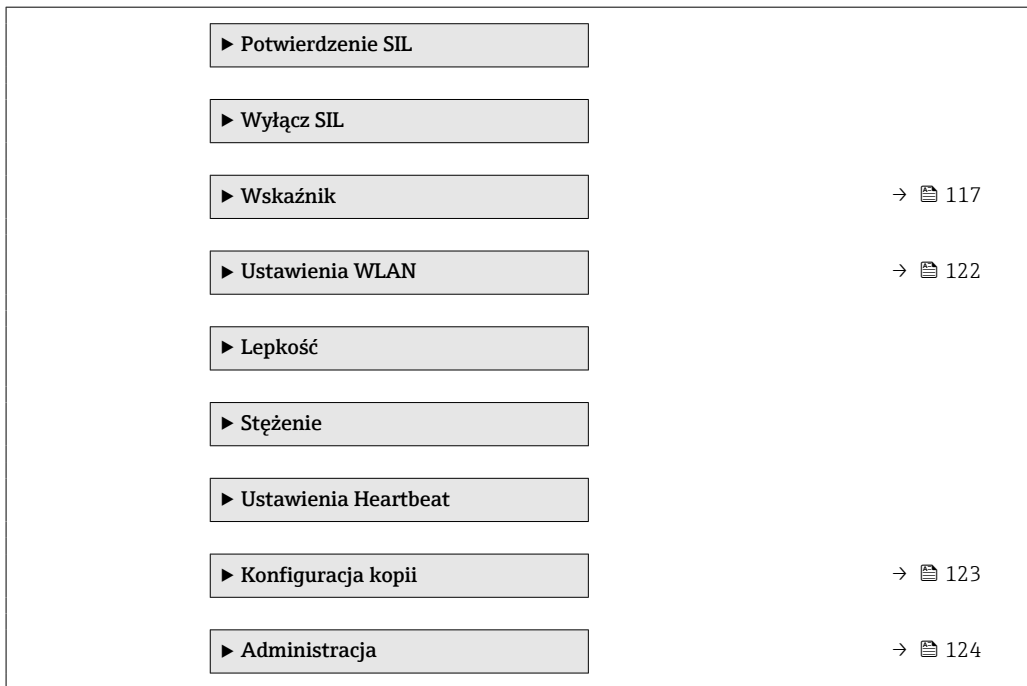 ▶ Potwierdzenie SIL
▶ Wyłącz SIL
▶ Wskaźnik → 117
▶ Ustawienia WLAN → 122
▶ Lepkość
▶ Stężenie
▶ Ustawienia Heartbeat
▶ Konfiguracja kopii → 123
▶ Administracja → 124